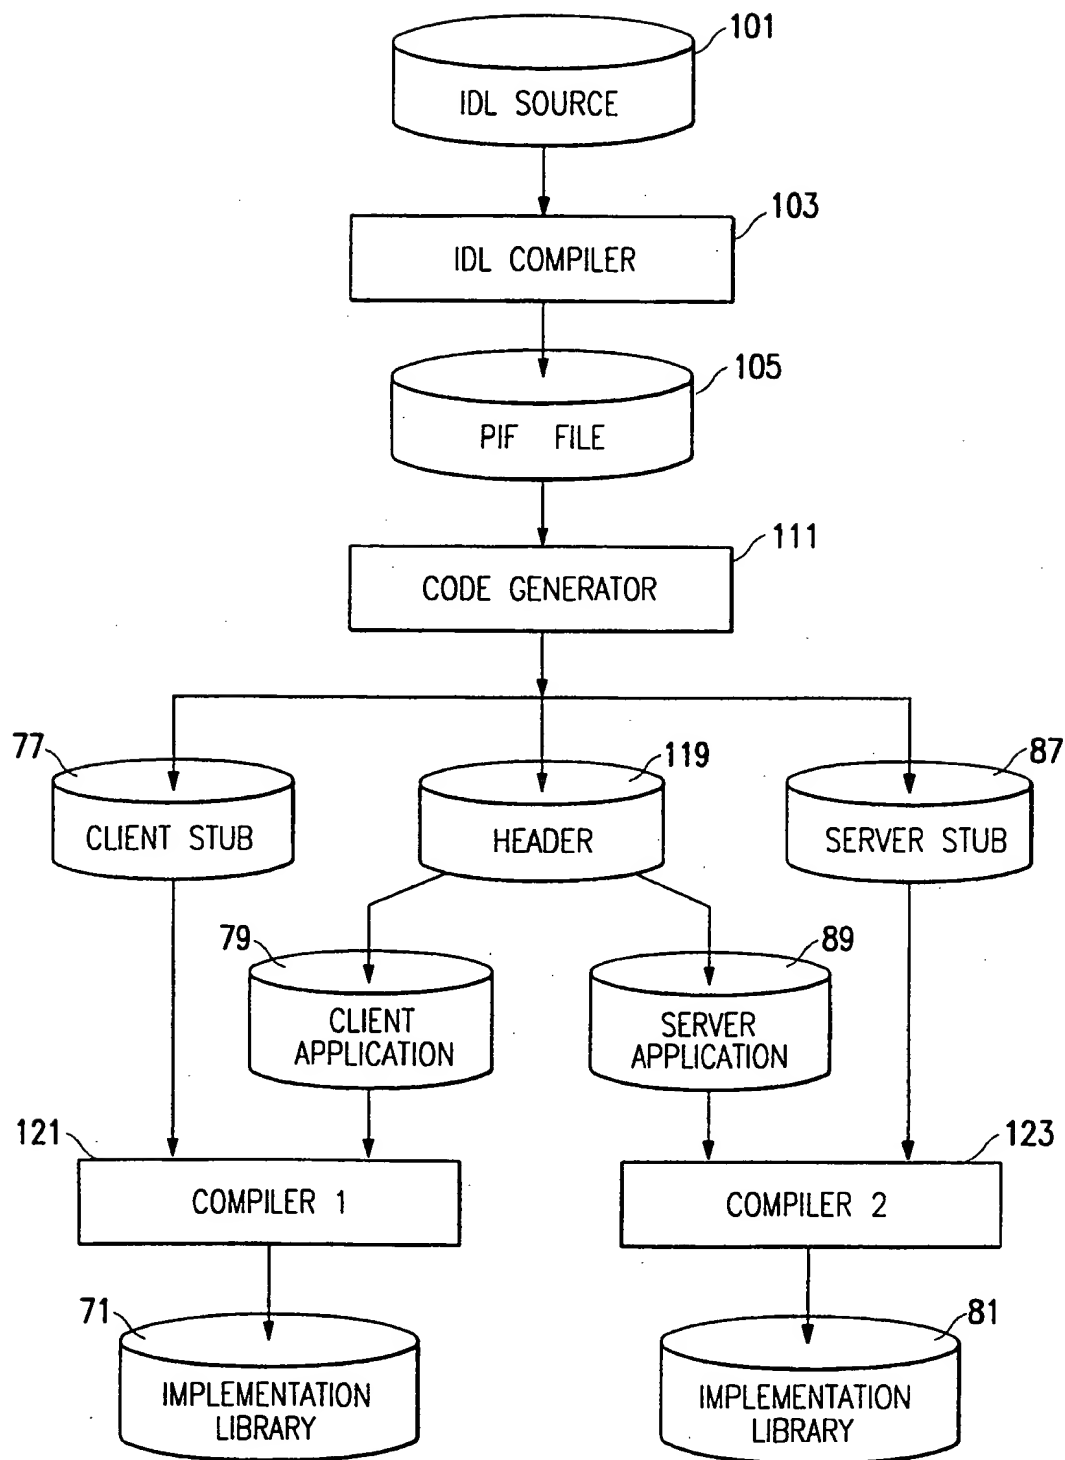 101
IDL SOURCE
103
IDL COMPILER
105
PIF FILE
111
CODE GENERATOR
77
119
87
CLIENT STUB
HEADER
SERVER STUB
79
89
CLIENT
APPLICATION
SERVER
APPLICATION
121
123
COMPILER 1
COMPILER 2
71
81
IMPLEMENTATION
LIBRARY
IMPLEMENTATION
LIBRARY